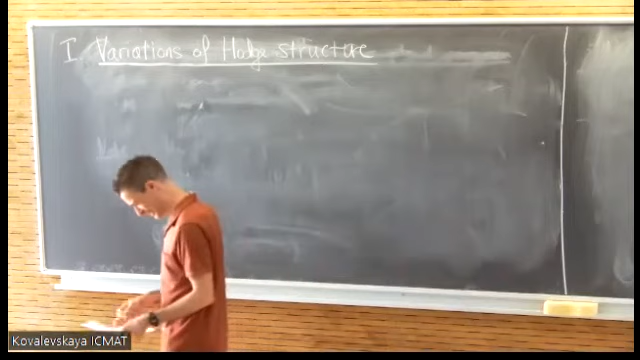 I. Variations of Hodge structure
Kovalevskaya ICMAT